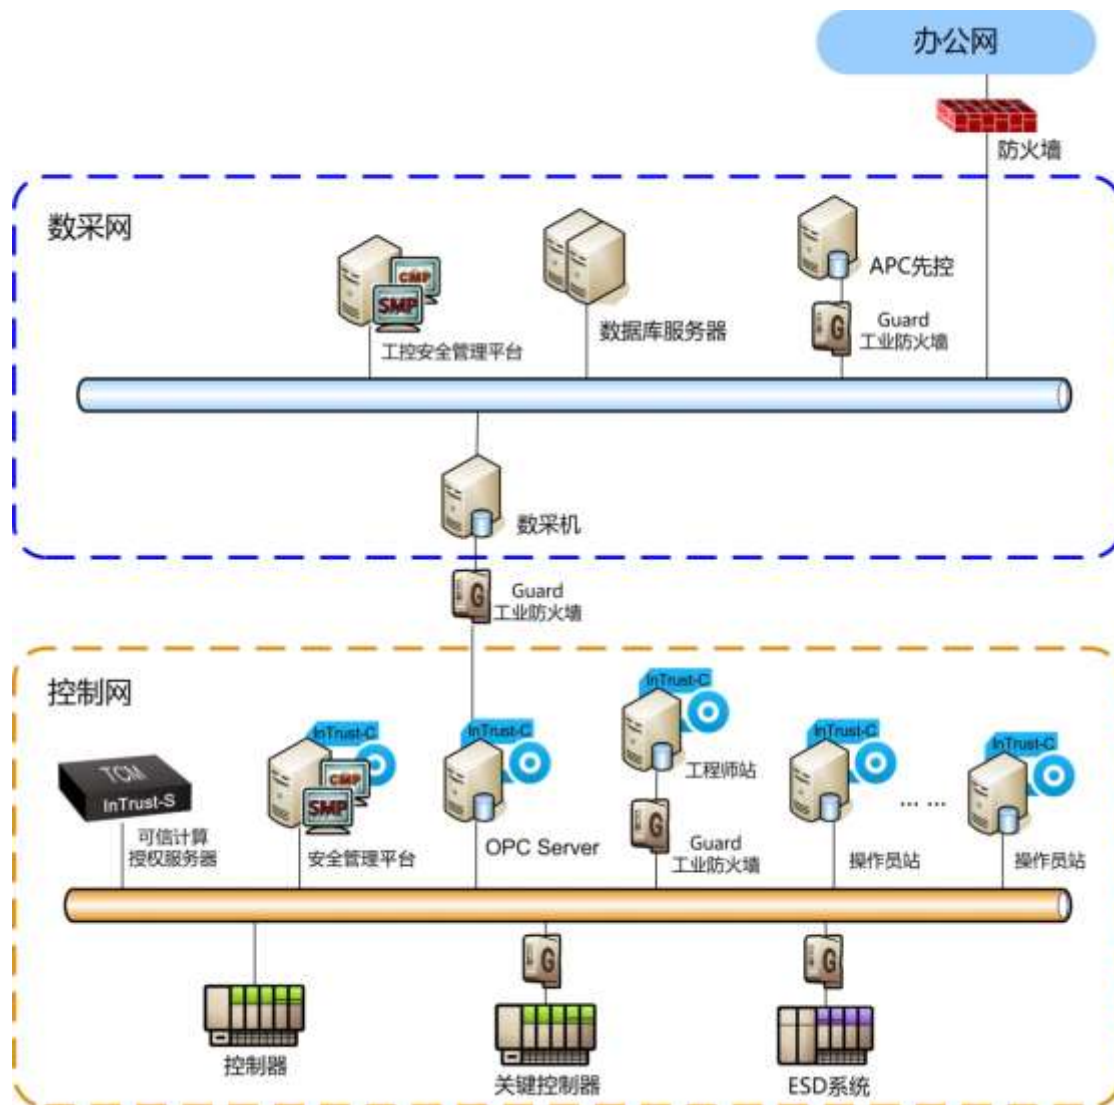 办公网
防火墙
数采网
CMP
SMP
工控安全管理平台
数据库服务器
APC先控
G
Guard
工业防火墙
数采机
G
Guard
工业防火墙
控制网
TCM
InTrust-S
可信计算
授权服务器
InTrust-C
CMP
SMP
安全管理平台
InTrust-C
OPC Server
InTrust-C
工程师站
G
Guard
工业防火墙
InTrust-C
操作员站
... ...
InTrust-C
操作员站
控制器
G
关键控制器
G
ESD系统